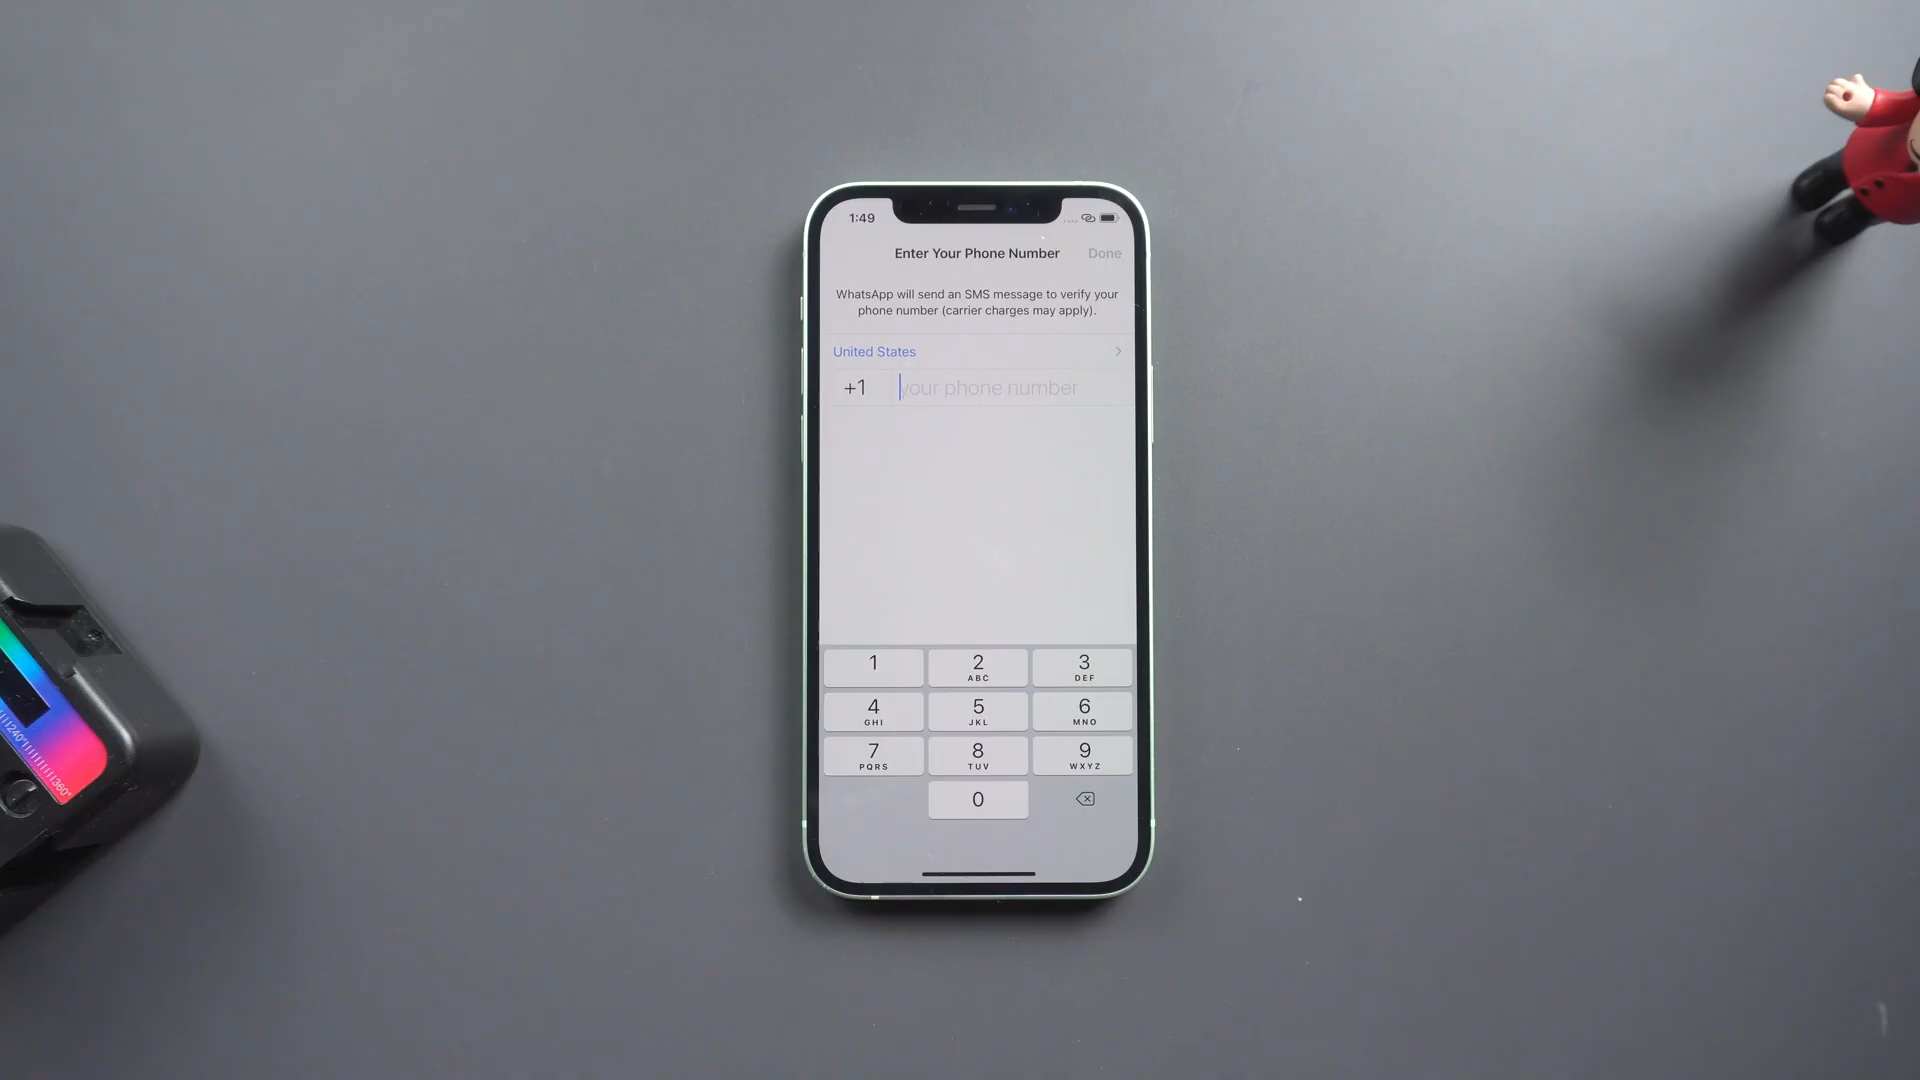 1:49
Enter Your Phone Number
Done
WhatsApp will send an SMS message to verify your
phone number (carrier charges may apply).
United States
+1
your phone number
1
2
ABC
3
DEF
4
GHI
5
JKL
6
MNO
7
PQRS
8
TUV
9
WXYZ
0
240°
360°